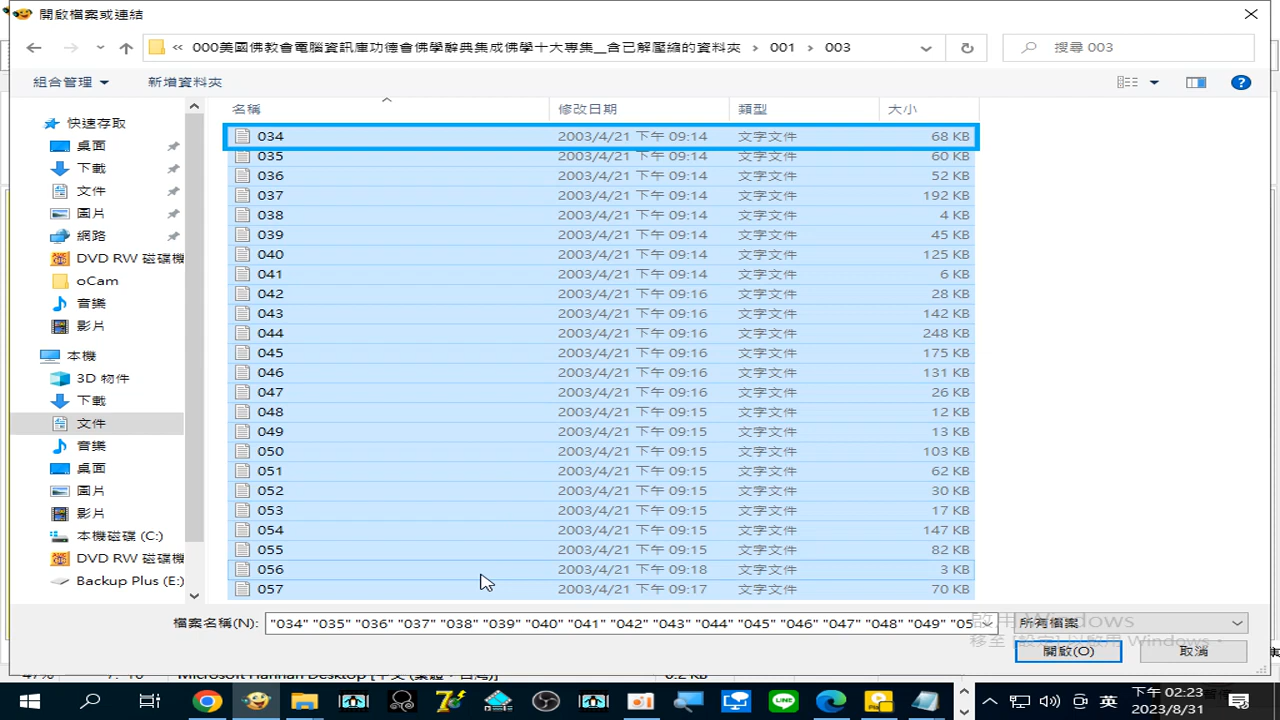 開啟檔案或連結
« 000美國佛教會電腦資訊庫功德會佛學辭典集成佛學十大專集__含已解壓縮的資料夾 › 001 › 003
搜尋 003
組合管理 新增資料夾
名稱 修改日期 類型 大小
快速存取
桌面
下載
文件
圖片
網路
DVD RW 磁碟機
oCam
音樂
影片
本機
3D 物件
下載
文件
音樂
桌面
圖片
影片
本機磁碟 (C:)
DVD RW 磁碟機
Backup Plus (E:)
034 2003/4/21 下午 09:14 文字文件 68 KB
035 2003/4/21 下午 09:14 文字文件 60 KB
036 2003/4/21 下午 09:14 文字文件 52 KB
037 2003/4/21 下午 09:14 文字文件 192 KB
038 2003/4/21 下午 09:14 文字文件 4 KB
039 2003/4/21 下午 09:14 文字文件 45 KB
040 2003/4/21 下午 09:14 文字文件 125 KB
041 2003/4/21 下午 09:14 文字文件 6 KB
042 2003/4/21 下午 09:16 文字文件 28 KB
043 2003/4/21 下午 09:16 文字文件 142 KB
044 2003/4/21 下午 09:16 文字文件 248 KB
045 2003/4/21 下午 09:16 文字文件 175 KB
046 2003/4/21 下午 09:16 文字文件 131 KB
047 2003/4/21 下午 09:16 文字文件 26 KB
048 2003/4/21 下午 09:15 文字文件 12 KB
049 2003/4/21 下午 09:15 文字文件 13 KB
050 2003/4/21 下午 09:15 文字文件 103 KB
051 2003/4/21 下午 09:15 文字文件 62 KB
052 2003/4/21 下午 09:15 文字文件 30 KB
053 2003/4/21 下午 09:15 文字文件 17 KB
054 2003/4/21 下午 09:15 文字文件 147 KB
055 2003/4/21 下午 09:15 文字文件 82 KB
056 2003/4/21 下午 09:18 文字文件 3 KB
057 2003/4/21 下午 09:17 文字文件 70 KB
檔案名稱(N): "034" "035" "036" "037" "038" "039" "040" "041" "042" "043" "044" "045" "046" "047" "048" "049" "05
所有檔案
啟用 Windows
移至 [設定] 以啟用 Windows。
開啟(O) 取消
英
下午 02:23
2023/8/31